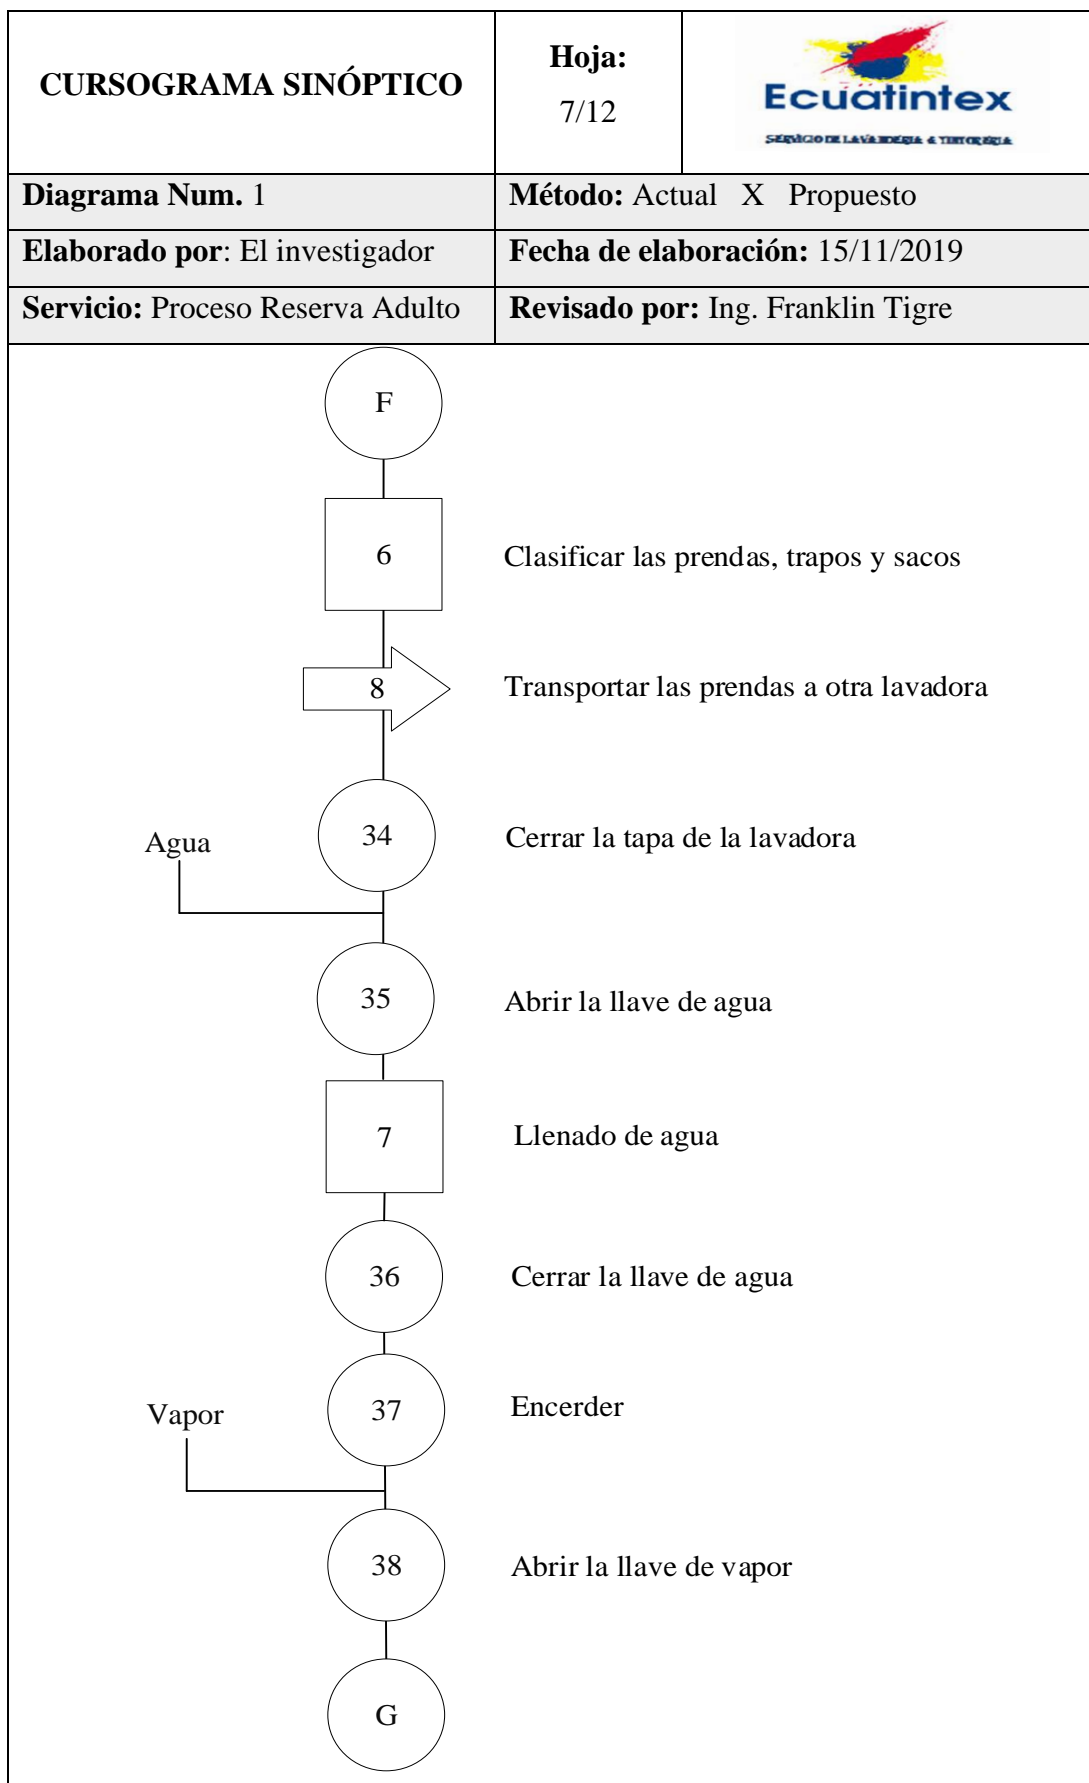 CURSOGRAMA SINÓPTICO
Hoja:
7/12
Ecuatintex
SERVICIO DE LAVANDERIA & TINTORERIA
Diagrama Num. 1
Método: Actual X Propuesto
Elaborado por: El investigador
Fecha de elaboración: 15/11/2019
Servicio: Proceso Reserva Adulto
Revisado por: Ing. Franklin Tigre
F
6 Clasificar las prendas, trapos y sacos
8 Transportar las prendas a otra lavadora
34 Cerrar la tapa de la lavadora
Agua
35 Abrir la llave de agua
7 Llenado de agua
36 Cerrar la llave de agua
37 Encerder
Vapor
38 Abrir la llave de vapor
G